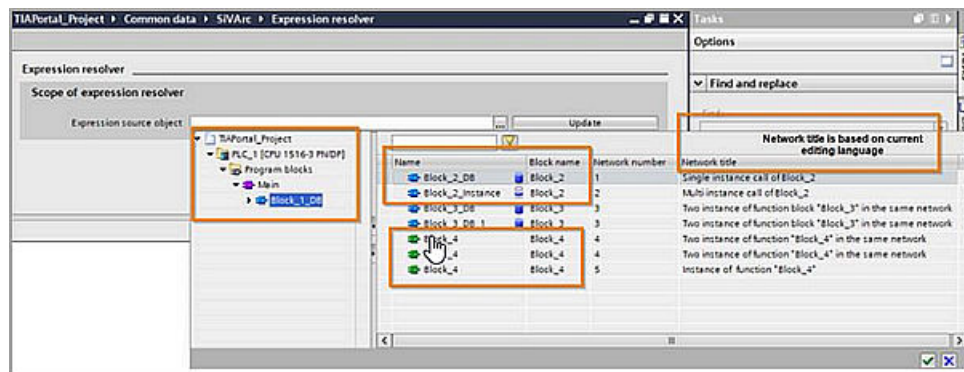 TIAPortal_Project ▸ Common data ▸ SiVArc ▸ Expression resolver
Tasks
Options
Expression resolver
Find and replace
Scope of expression resolver
Find:
Expression source object
...
Update
TIAPortal_Project
PLC_1 [CPU 1516-3 PN/DP]
Program blocks
Main
Block_1_DB
Network title is based on current
editing language
Name Block name Network number Network title
Block_2_DB Block_2 1 Single instance call of Block_2
Block_2_Instance Block_2 2 Multi instance call of Block_2
Block_3_DB Block_3 3 Two instance of function block "Block_3" in the same network
Block_3_DB_1 Block_3 3 Two instance of function block "Block_3" in the same network
Block_4 Block_4 4 Two instance of function "Block_4" in the same network
Block_4 4 Two instance of function "Block_4" in the same network
Block_4 Block_4 5 Instance of function "Block_4"